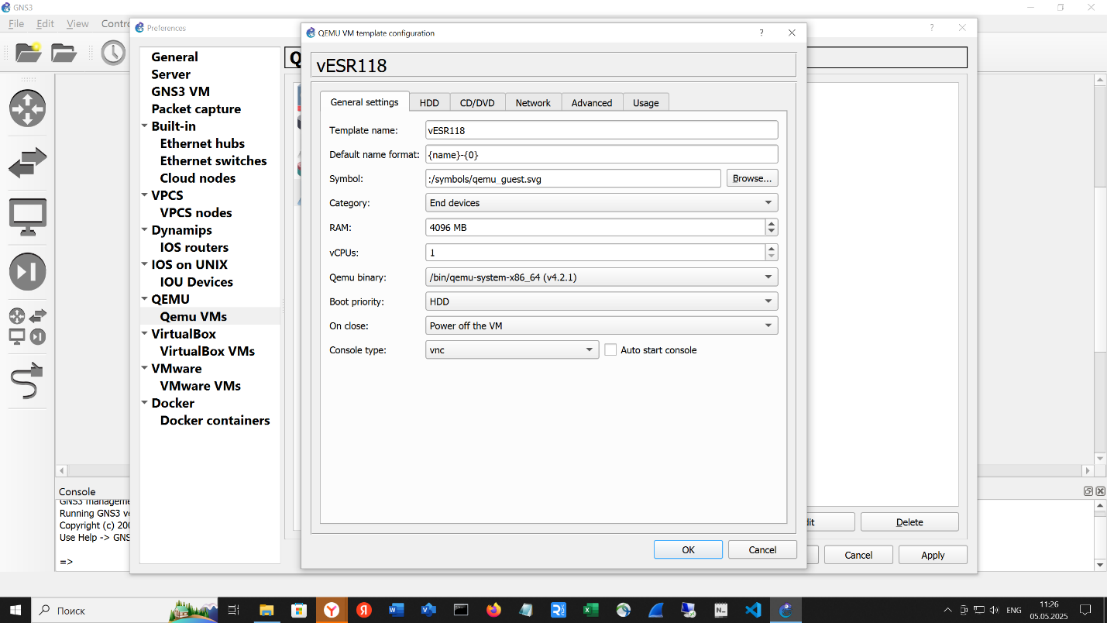 GNS3
File Edit View Contro
Preferences
General
Server
GNS3 VM
Packet capture
Built-in
Ethernet hubs
Ethernet switches
Cloud nodes
VPCS
VPCS nodes
Dynamips
IOS routers
IOS on UNIX
IOU Devices
QEMU
Qemu VMs
VirtualBox
VirtualBox VMs
VMware
VMware VMs
Docker
Docker containers
QEMU VM template configuration
vESR118
General settings HDD CD/DVD Network Advanced Usage
Template name: vESR118
Default name format: {name}-{0}
Symbol: :/symbols/qemu_guest.svg Browse...
Category: End devices
RAM: 4096 MB
vCPUs: 1
Qemu binary: /bin/qemu-system-x86_64 (v4.2.1)
Boot priority: HDD
On close: Power off the VM
Console type: vnc Auto start console
OK Cancel
Delete
Cancel Apply
Console
GNS3 manageme
Running GNS3 ve
Copyright (c) 200
Use Help -> GNS
=>
Поиск
ENG
11:26
05.05.2025